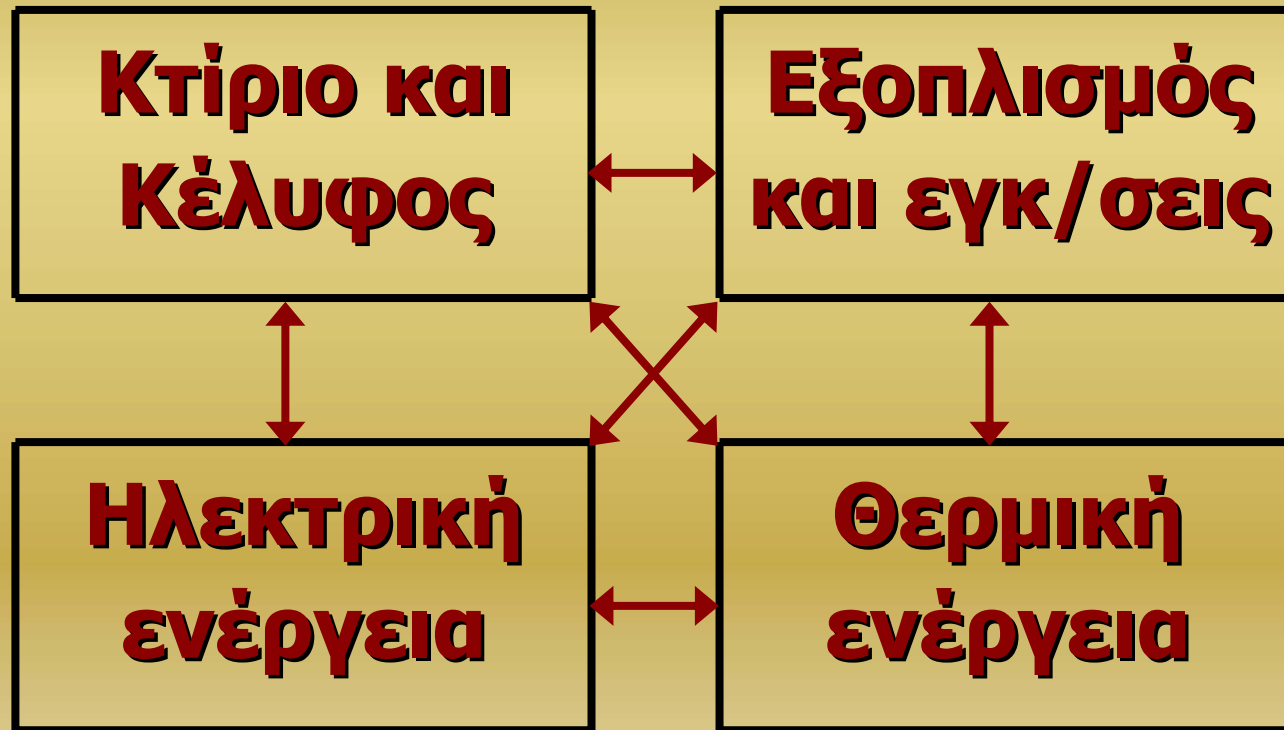 Κτίριο και
Κέλυφος
Εξοπλισμός
και εγκ/σεις
Ηλεκτρική
ενέργεια
Θερμική
ενέργεια